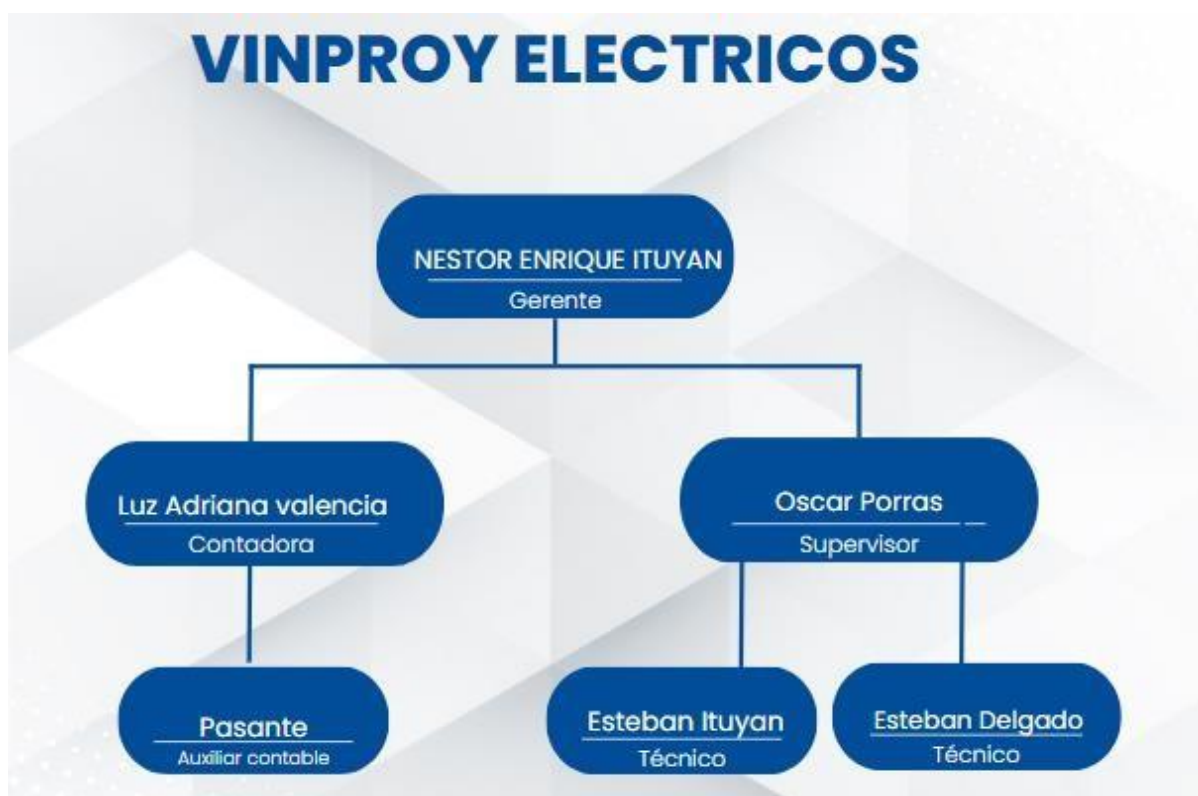 VINPROY ELECTRICOS
NESTOR ENRIQUE ITUYAN
Gerente
Luz Adriana valencia
Contadora
Oscar Porras
Supervisor
Pasante
Auxiliar contable
Esteban Ituyan
Técnico
Esteban Delgado
Técnico